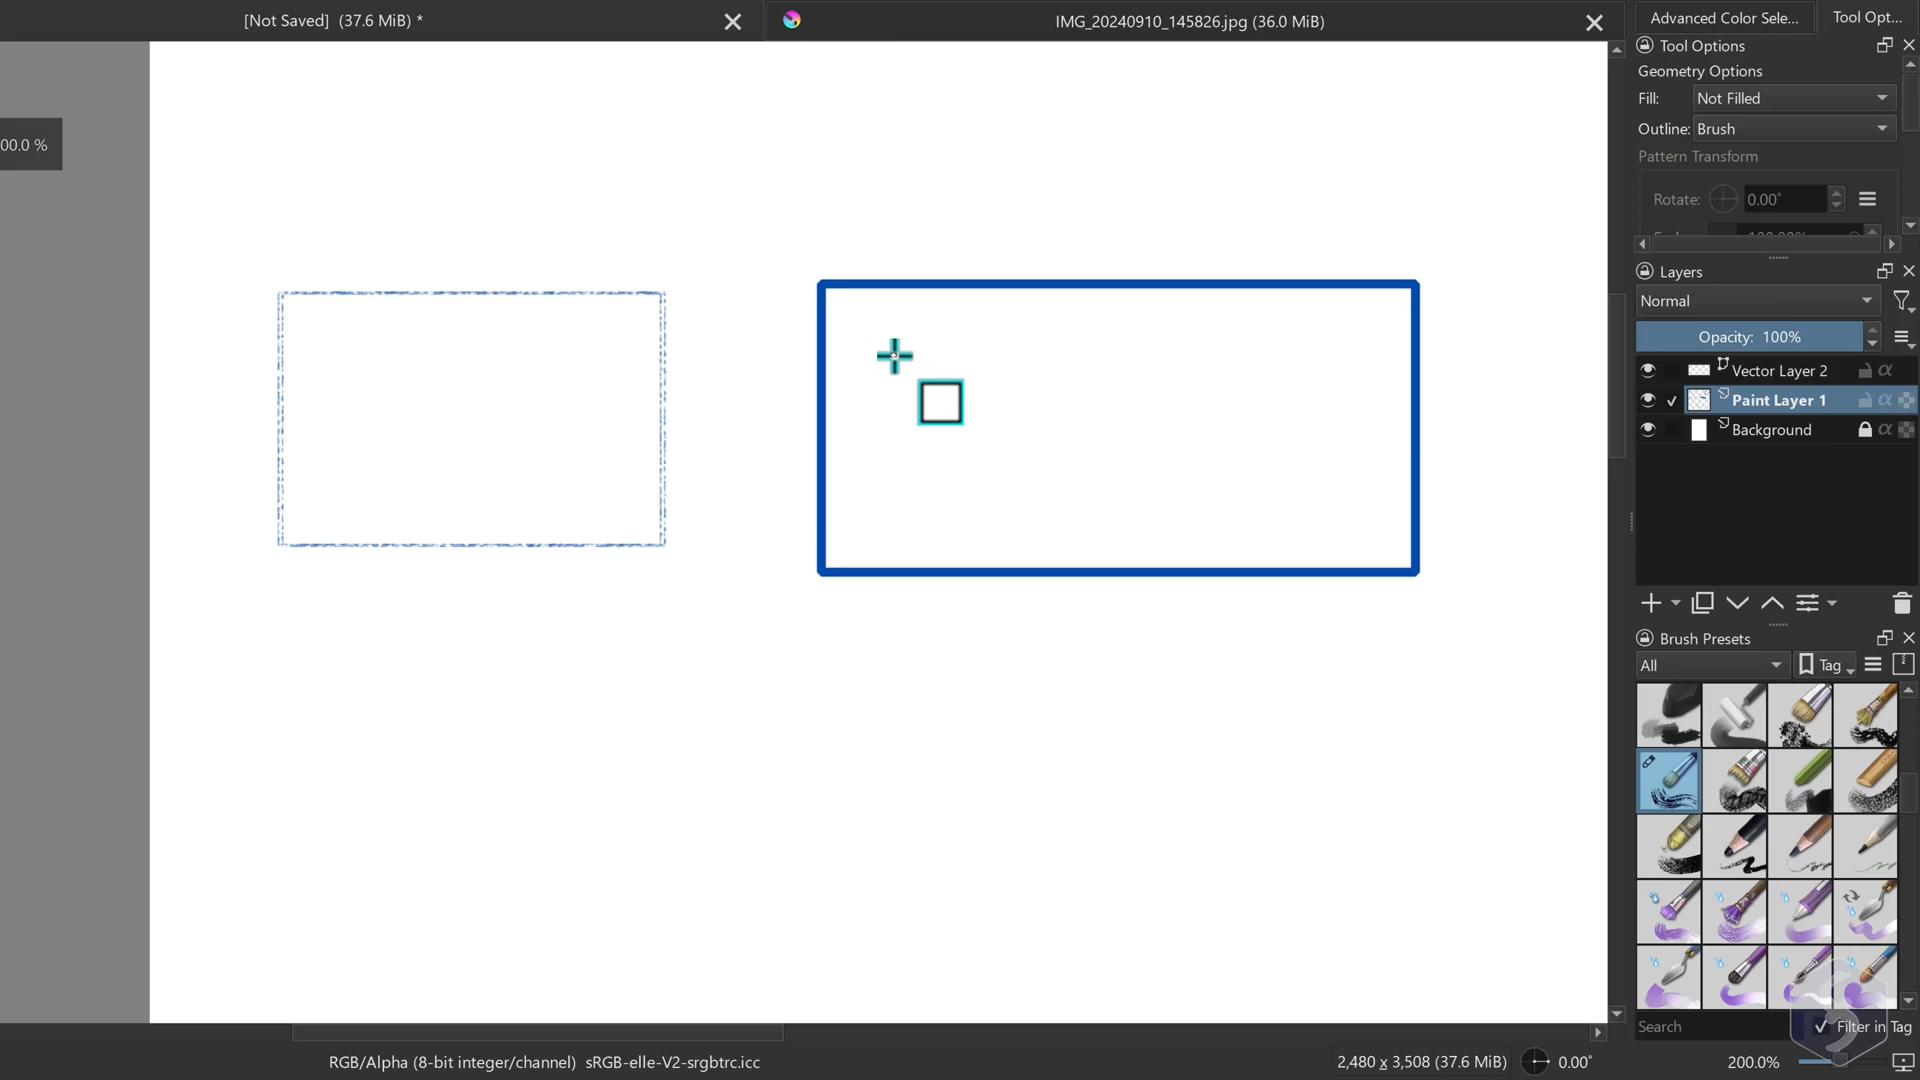 [Not Saved] (37.6 MiB) *
IMG_20240910_145826.jpg (36.0 MiB)
Advanced Color Sele...
Tool Opt...
Tool Options
Geometry Options
Fill: Not Filled
Outline: Brush
Pattern Transform
00.0 %
Rotate: 0.00°
Layers
Normal
Opacity: 100%
Vector Layer 2
Paint Layer 1
Background
Brush Presets
All
Tag
Search
Filter in Tag
RGB/Alpha (8-bit integer/channel) sRGB-elle-V2-srgbtrc.icc
2,480 x 3,508 (37.6 MiB)
0.00°
200.0%